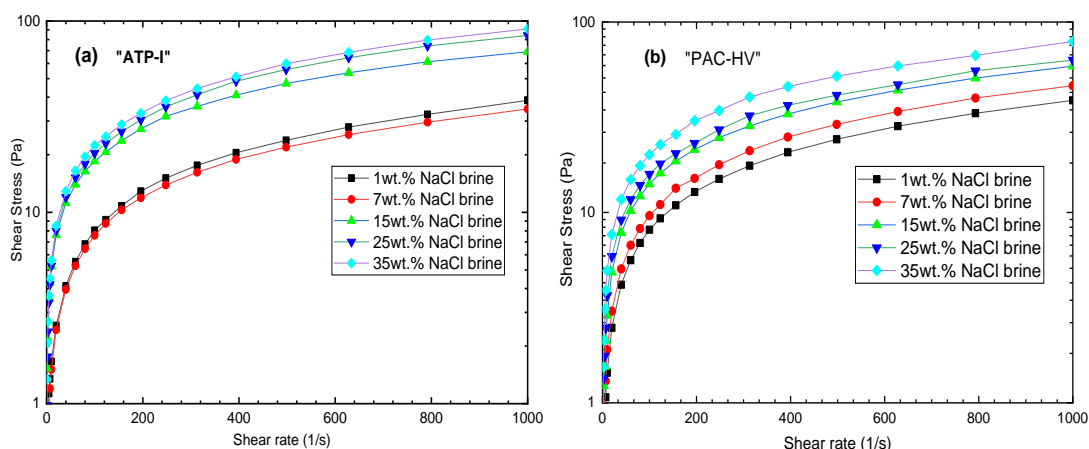 (a) "ATP-I"
100
10
1
Shear Stress (Pa)
1wt.% NaCl brine
7wt.% NaCl brine
15wt.% NaCl brine
25wt.% NaCl brine
35wt.% NaCl brine
0 200 400 600 800 1000
Shear rate (1/s)
(b) "PAC-HV"
100
10
1
Shear Stress (Pa)
1wt.% NaCl brine
7wt.% NaCl brine
15wt.% NaCl brine
25wt.% NaCl brine
35wt.% NaCl brine
0 200 400 600 800 1000
Shear rate (1/s)